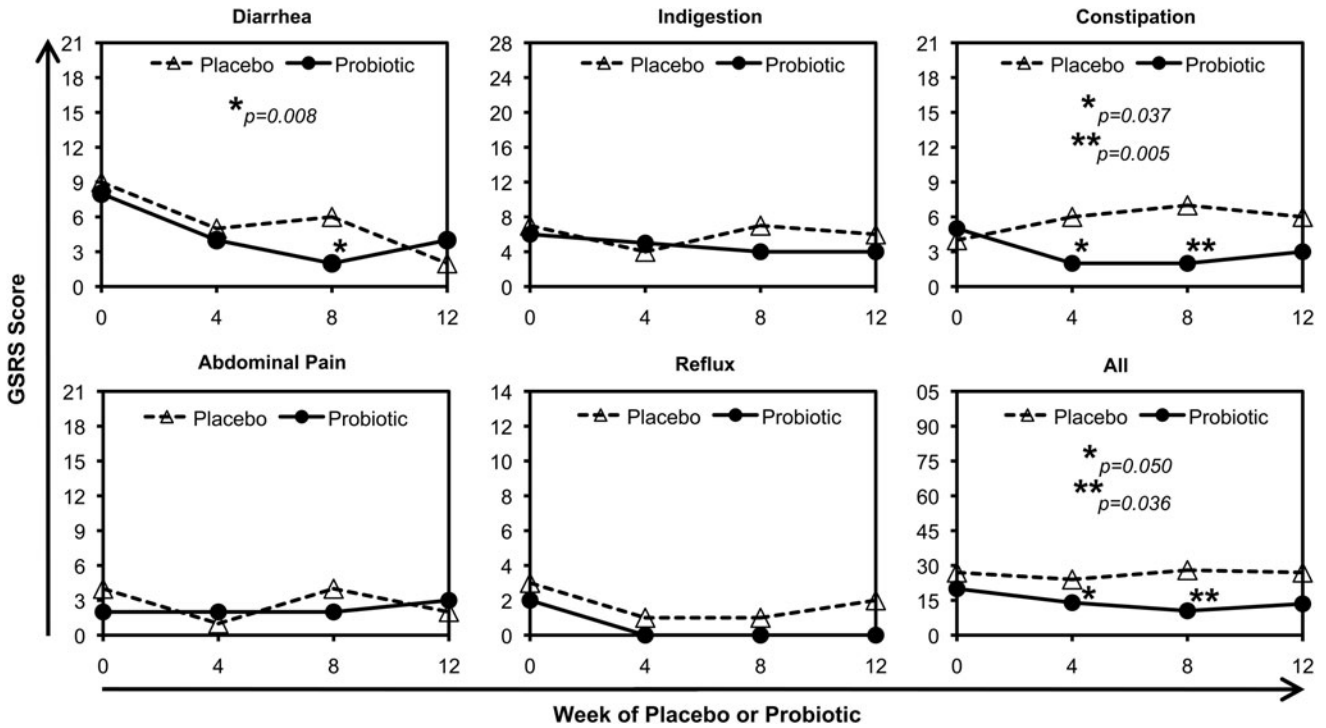 Diarrhea
Indigestion
Constipation
GSRS Score
21
18
15
12
9
6
3
0
Placebo Probiotic
* p=0.008
*
0 4 8 12
28
24
20
16
12
8
4
0
Placebo Probiotic
0 4 8 12
21
18
15
12
9
6
3
0
Placebo Probiotic
* p=0.037
** p=0.005
* **
0 4 8 12
Abdominal Pain
Reflux
All
21
18
15
12
9
6
3
0
Placebo Probiotic
0 4 8 12
14
12
10
8
6
4
2
0
Placebo Probiotic
0 4 8 12
05
90
75
60
45
30
15
0
Placebo Probiotic
* p=0.050
** p=0.036
* **
0 4 8 12
Week of Placebo or Probiotic